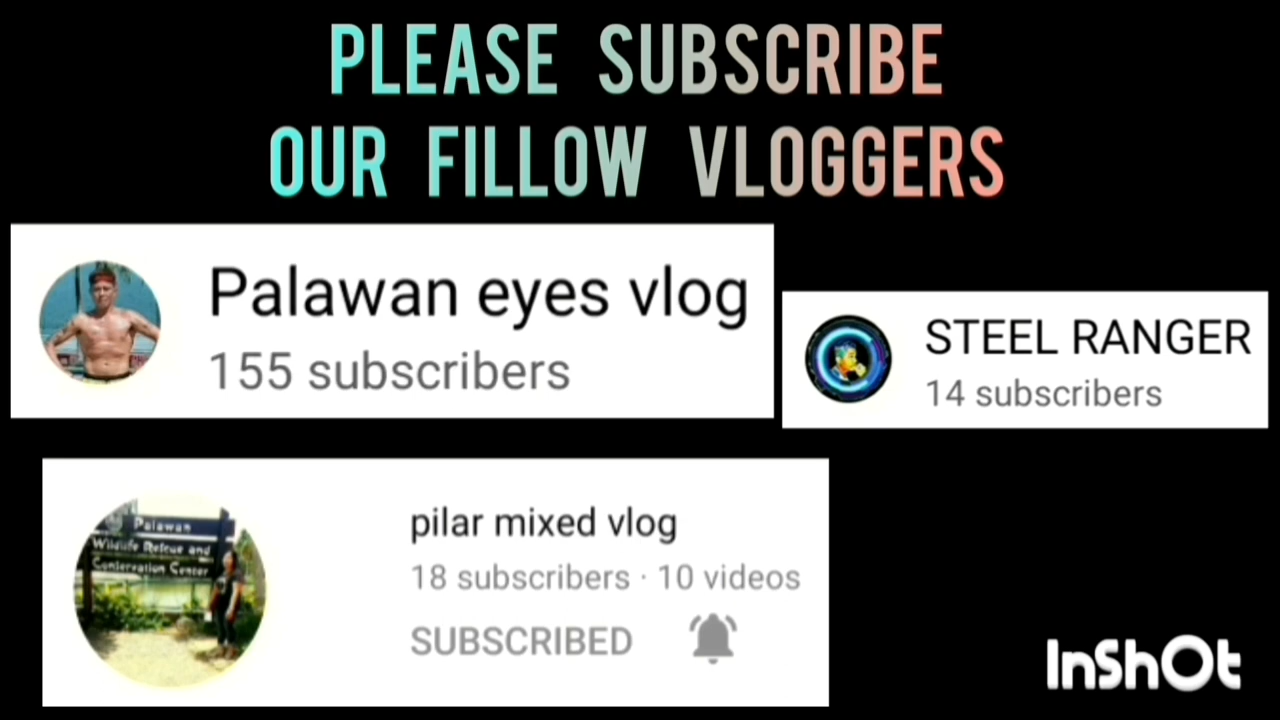 PLEASE SUBSCRIBE
OUR FILLOW VLOGGERS
Palawan eyes vlog
155 subscribers
STEEL RANGER
14 subscribers
pilar mixed vlog
18 subscribers · 10 videos
SUBSCRIBED
Palawan
Wildlife Rescue and
Conservation Center
InShOt